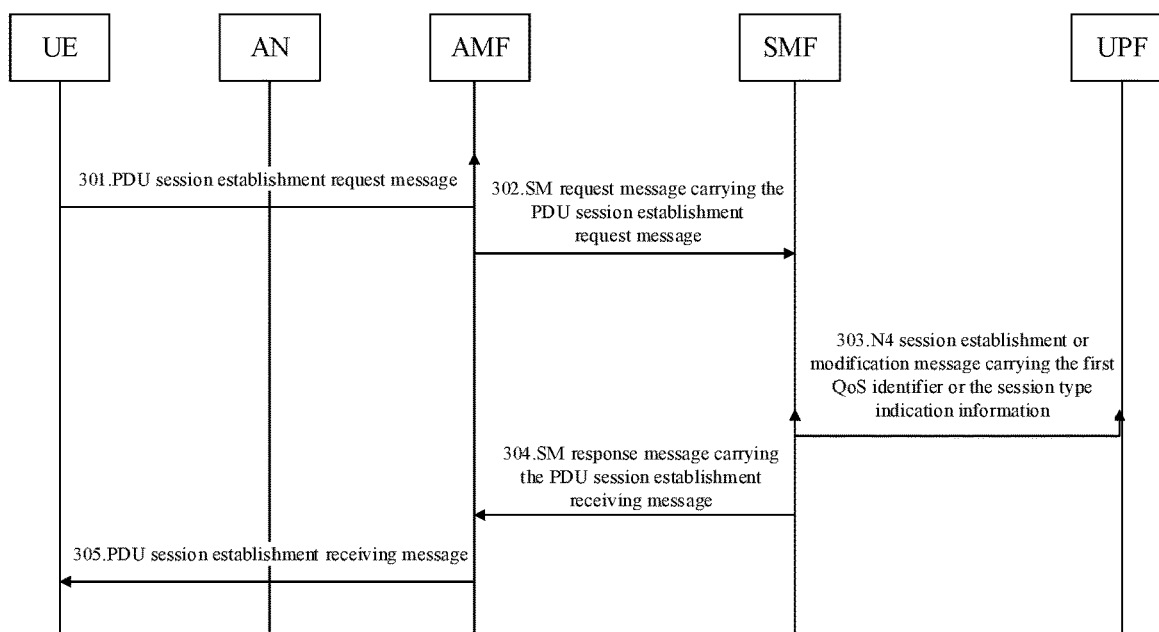 UE
AN
AMF
SMF
UPF
301.PDU session establishment request message
302.SM request message carrying the
PDU session establishment
request message
303.N4 session establishment or
modification message carrying the first
QoS identifier or the session type
indication information
304.SM response message carrying
the PDU session establishment
receiving message
305.PDU session establishment receiving message